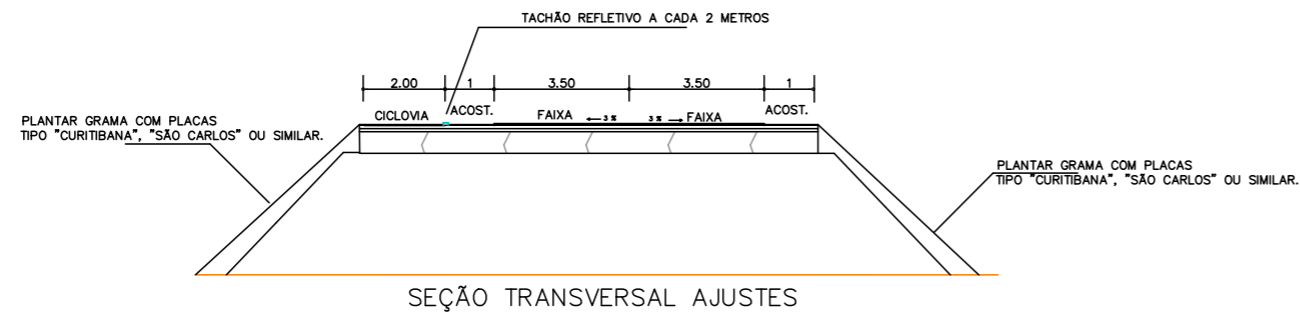 TACHÃO REFLETIVO A CADA 2 METROS
2.00 1 3.50 3.50 1
CICLOVIA ACOST. FAIXA 3% 3% FAIXA ACOST.
PLANTAR GRAMA COM PLACAS
TIPO "CURITIBANA", "SÃO CARLOS" OU SIMILAR.
PLANTAR GRAMA COM PLACAS
TIPO "CURITIBANA", "SÃO CARLOS" OU SIMILAR.
SEÇÃO TRANSVERSAL AJUSTES